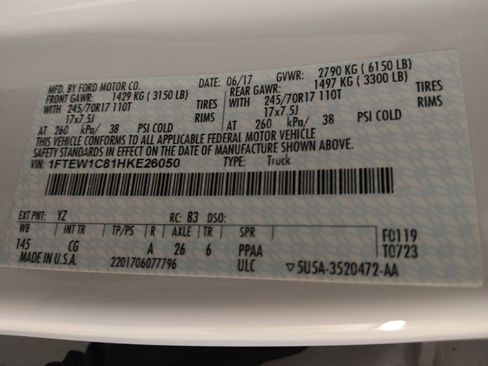 MFD. BY FORD MOTOR CO. DATE: 06/17 GVWR: 2790 KG ( 6150 LB)
FRONT GAWR: 1429 KG ( 3150 LB) REAR GAWR: 1497 KG ( 3300 LB)
WITH 245/70R17 110T TIRES WITH 245/70R17 110T TIRES
17x7.5J RIMS 17x7.5J RIMS
AT 260 kPa/ 38 PSI COLD AT 260 kPa/ 38 PSI COLD
THIS VEHICLE CONFORMS TO ALL APPLICABLE FEDERAL MOTOR VEHICLE
SAFETY STANDARDS IN EFFECT ON THE DATE OF MANUFACTURE SHOWN ABOVE.
VIN: 1FTEW1C81HKE26050 TYPE: Truck
EXT PNT: YZ RC: 83 DSO:
WB INT TR TP/PS R AXLE TR SPR F0119
145 CG A 26 6 PPAA T0723
MADE IN U.S.A. 2201706077796 ULC ▽5U5A-3520472-AA